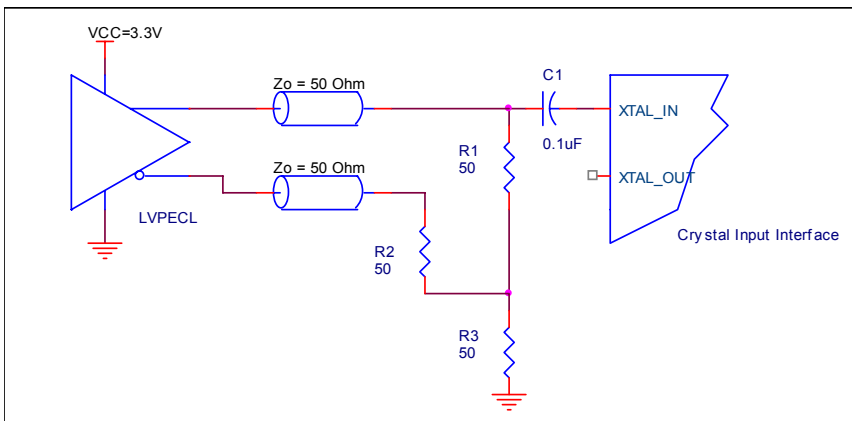 VCC=3.3V
Zo = 50 Ohm
C1
XTAL_IN
0.1uF
R1
50
Zo = 50 Ohm
XTAL_OUT
LVPECL
Crystal Input Interface
R2
50
R3
50